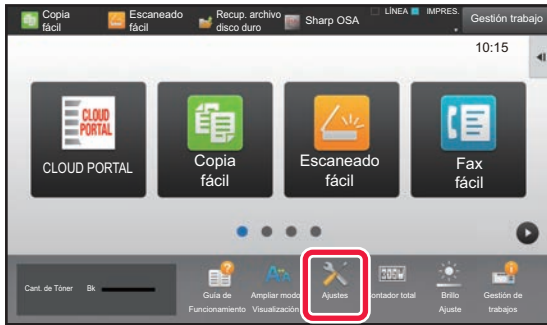 Copia
fácil
Escaneado
fácil
Recup. archivo
disco duro
Sharp OSA
LÍNEA
IMPRES.
Gestión trabajo
10:15
CLOUD
PORTAL
CLOUD PORTAL
Copia
fácil
Escaneado
fácil
Fax
fácil
Cant. de Tóner Bk
Guía de
Funcionamiento
Ampliar modo
Visualización
Ajustes
ontador total
Brillo
Ajuste
Gestión de
trabajos